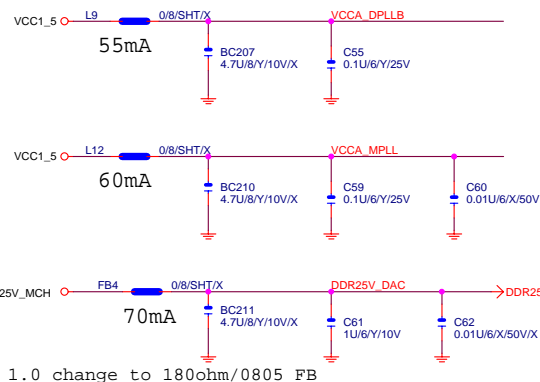 VCC1_5 L9 0/8/SHT/X VCCA_DPLLB
55mA
BC207 C55
4.7U/8/Y/10V/X 0.1U/6/Y/25V
VCC1_5 L12 0/8/SHT/X VCCA_MPLL
60mA
BC210 C59 C60
4.7U/8/Y/10V/X 0.1U/6/Y/25V 0.01U/6/X/50V
25V_MCH FB4 0/8/SHT/X DDR25V_DAC DDR25
70mA
BC211 C61 C62
4.7U/8/Y/10V/X 1U/6/Y/10V 0.01U/6/X/50V/X
1.0 change to 180ohm/0805 FB